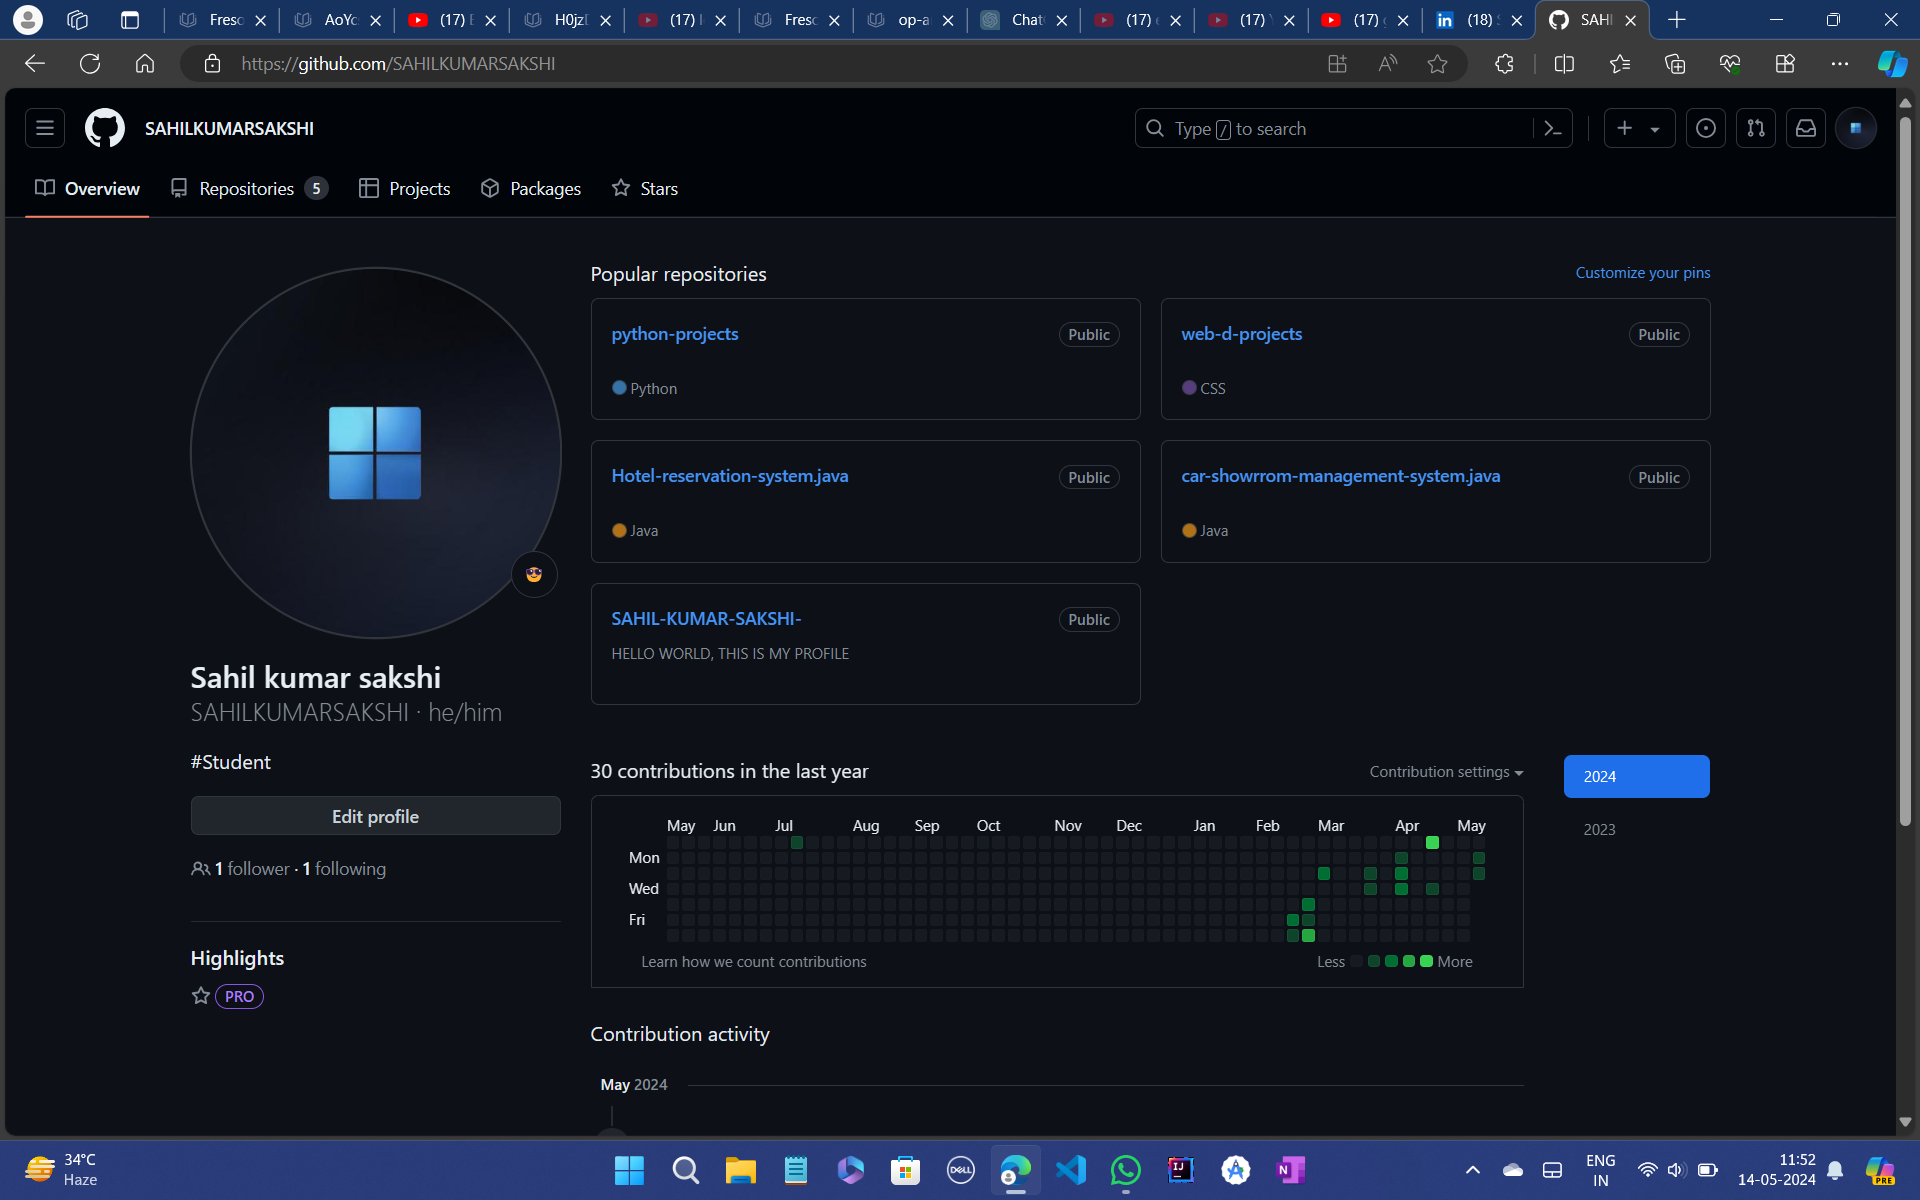 Fresc
AoYc
(17) E
H0jzI
(17) I
Fresc
op-a
Chat
(17) e
(17) Y
(17) c
(18)
SAHI
https://github.com/SAHILKUMARSAKSHI
SAHILKUMARSAKSHI
Type / to search
Overview
Repositories 5
Projects
Packages
Stars
Popular repositories
Customize your pins
python-projects
Public
Python
web-d-projects
Public
CSS
Hotel-reservation-system.java
Public
Java
car-showrrom-management-system.java
Public
Java
SAHIL-KUMAR-SAKSHI-
Public
HELLO WORLD, THIS IS MY PROFILE
Sahil kumar sakshi
SAHILKUMARSAKSHI · he/him
#Student
Edit profile
1 follower · 1 following
Highlights
PRO
30 contributions in the last year
Contribution settings
2024
2023
May Jun Jul Aug Sep Oct Nov Dec Jan Feb Mar Apr May
Mon
Wed
Fri
Learn how we count contributions
Less More
Contribution activity
May 2024
34°C
Haze
DELL
IJ
N
ENG
IN
11:52
14-05-2024
PRE